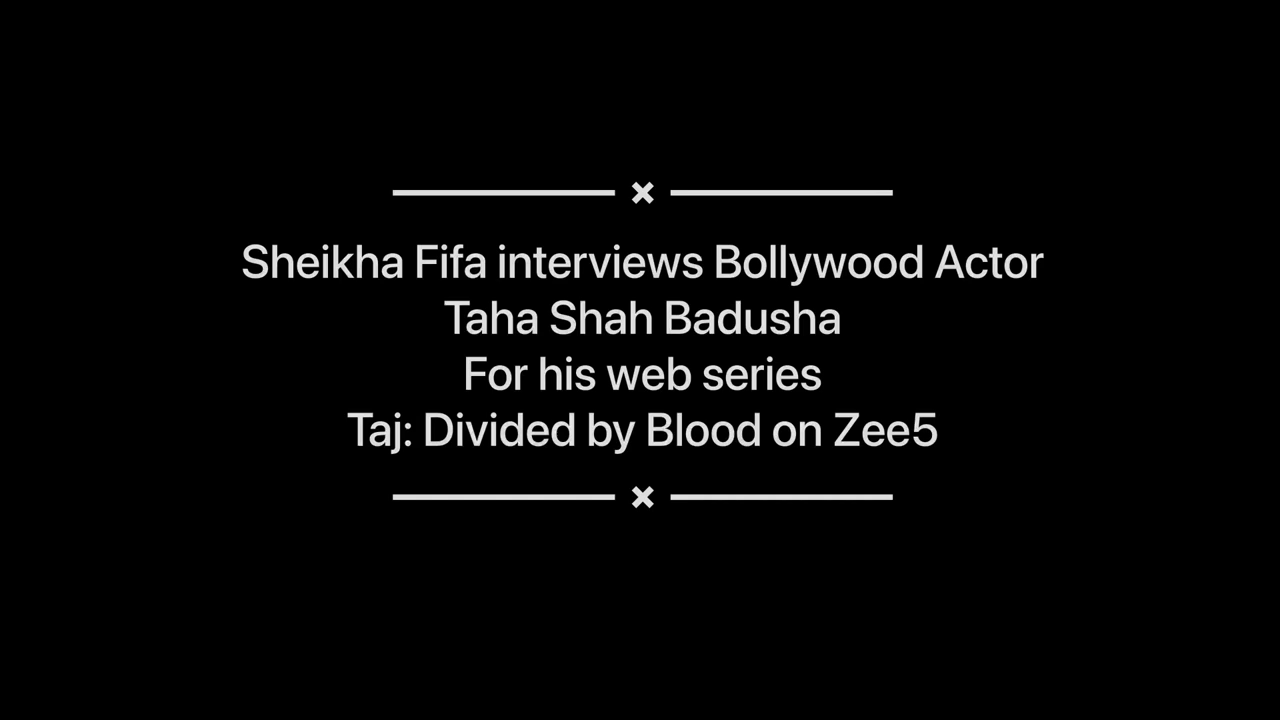 Sheikha Fifa interviews Bollywood Actor
Taha Shah Badusha
For his web series
Taj: Divided by Blood on Zee5